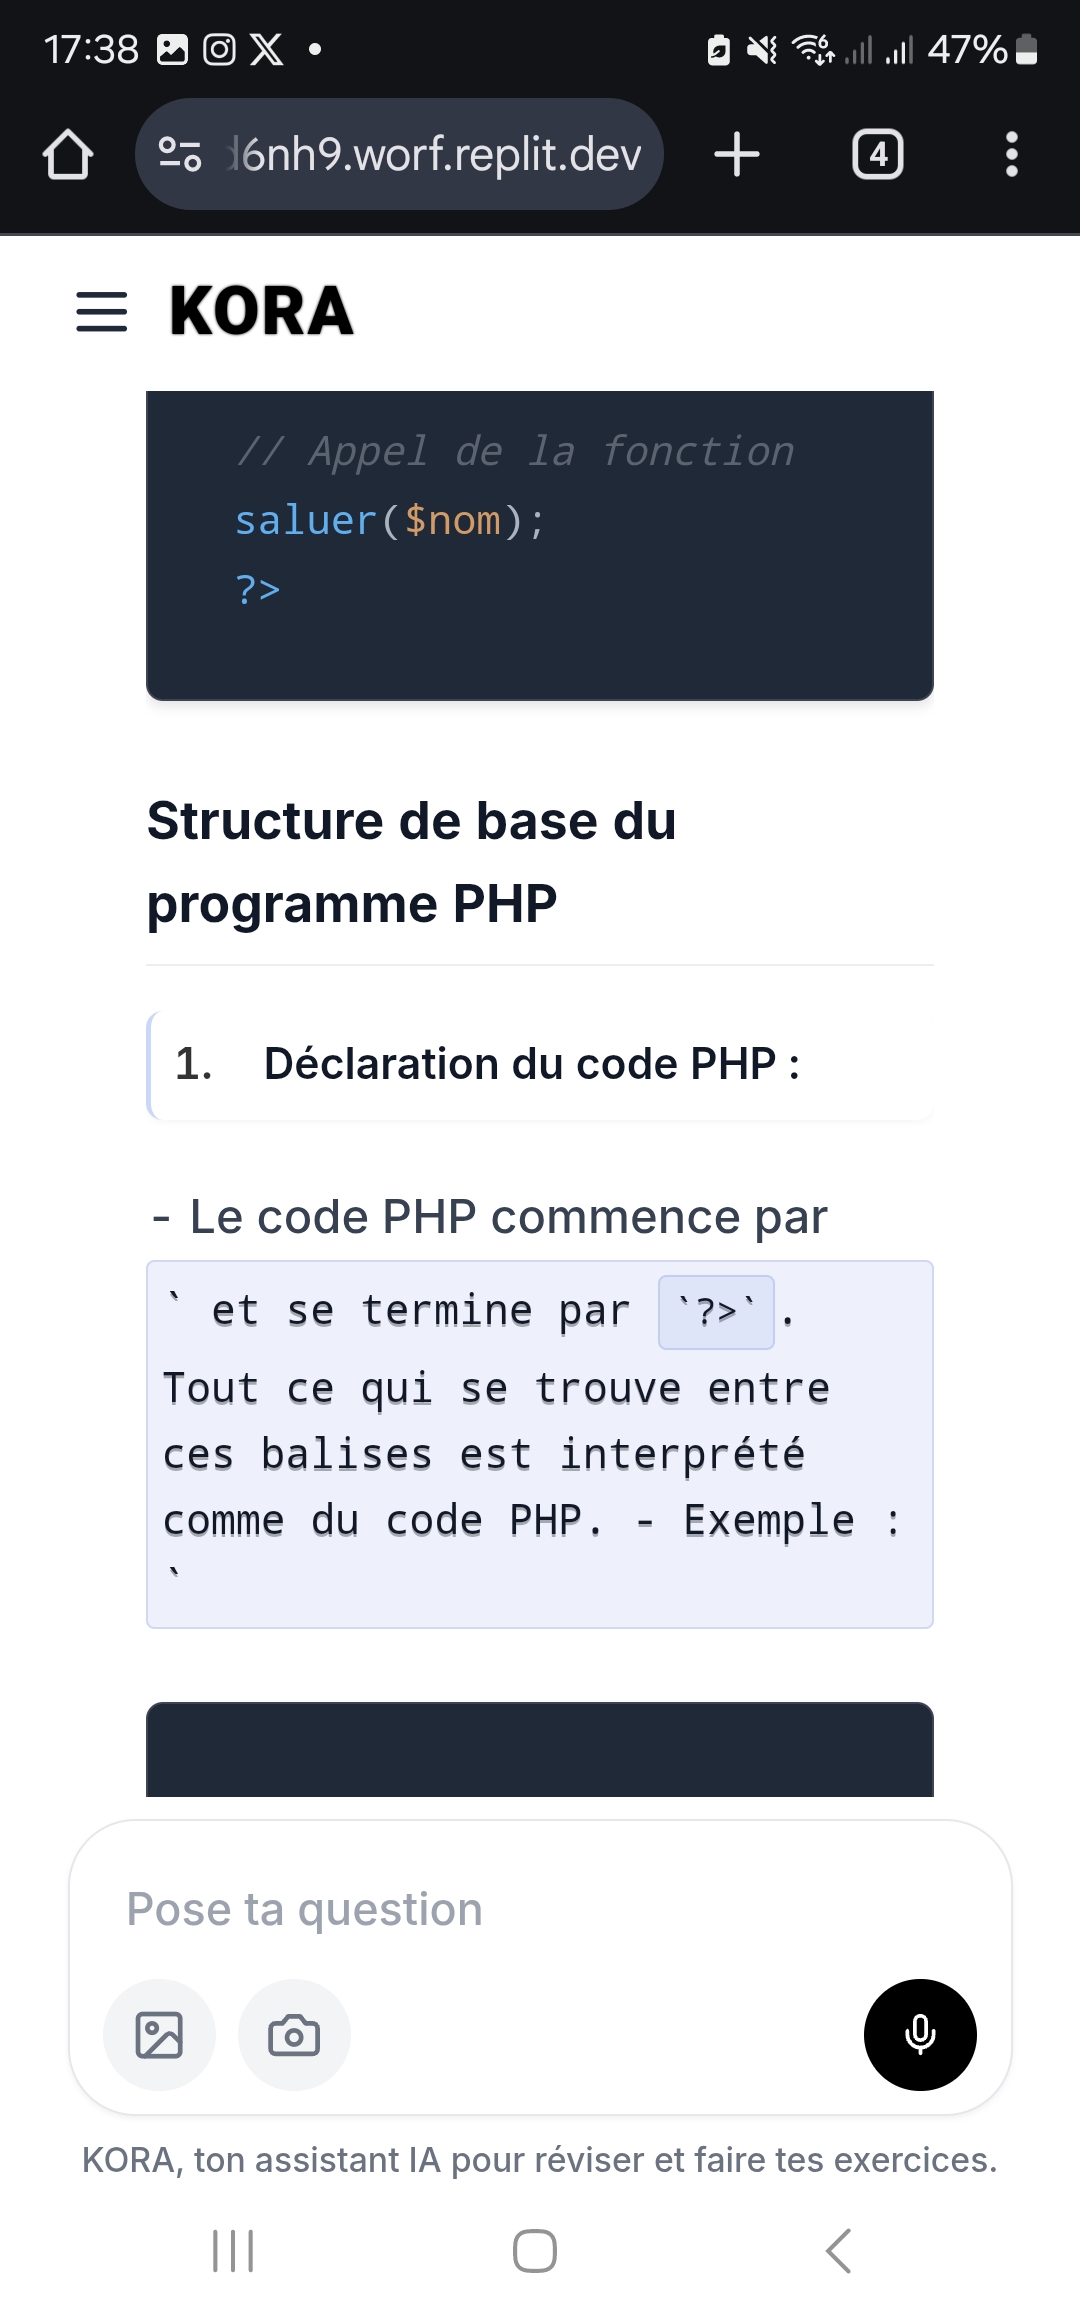 17:38
47%
d6nh9.worf.replit.dev
4
KORA
// Appel de la fonction
saluer($nom);
?>
Structure de base du
programme PHP
1. Déclaration du code PHP :
- Le code PHP commence par
` et se termine par `?>`.
Tout ce qui se trouve entre
ces balises est interprété
comme du code PHP. - Exemple :
`
Pose ta question
KORA, ton assistant IA pour réviser et faire tes exercices.